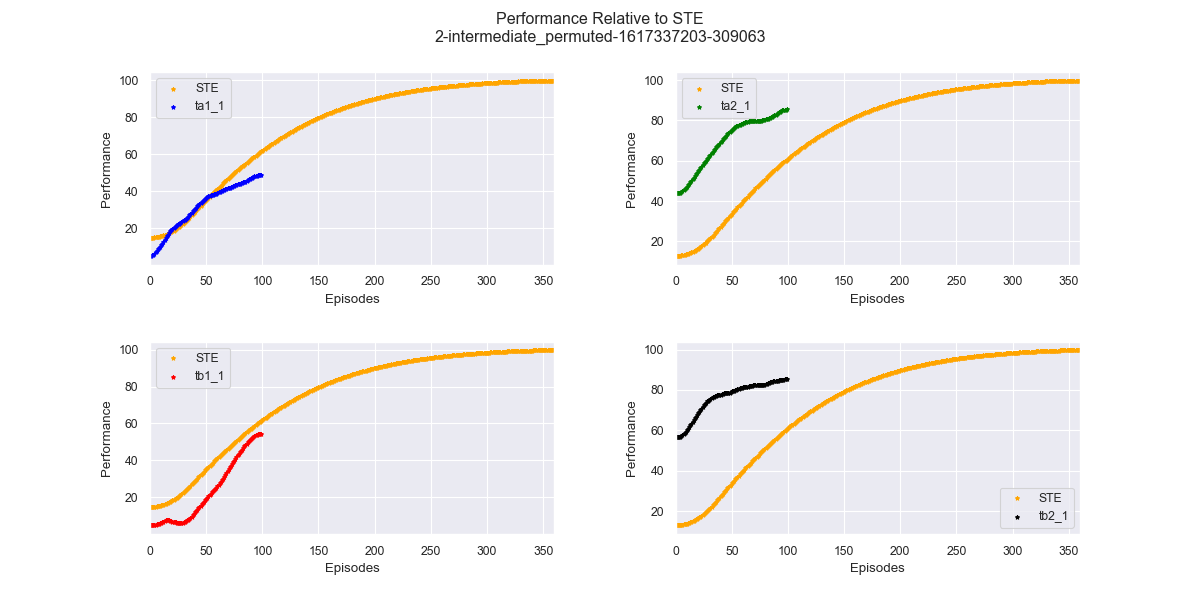 Performance Relative to STE
2-intermediate_permuted-1617337203-309063
100
80
60
40
20
Performance
STE
ta1_1
0 50 100 150 200 250 300 350
Episodes
100
80
60
40
20
Performance
STE
ta2_1
0 50 100 150 200 250 300 350
Episodes
100
80
60
40
20
Performance
STE
tb1_1
0 50 100 150 200 250 300 350
Episodes
100
80
60
40
20
Performance
STE
tb2_1
0 50 100 150 200 250 300 350
Episodes